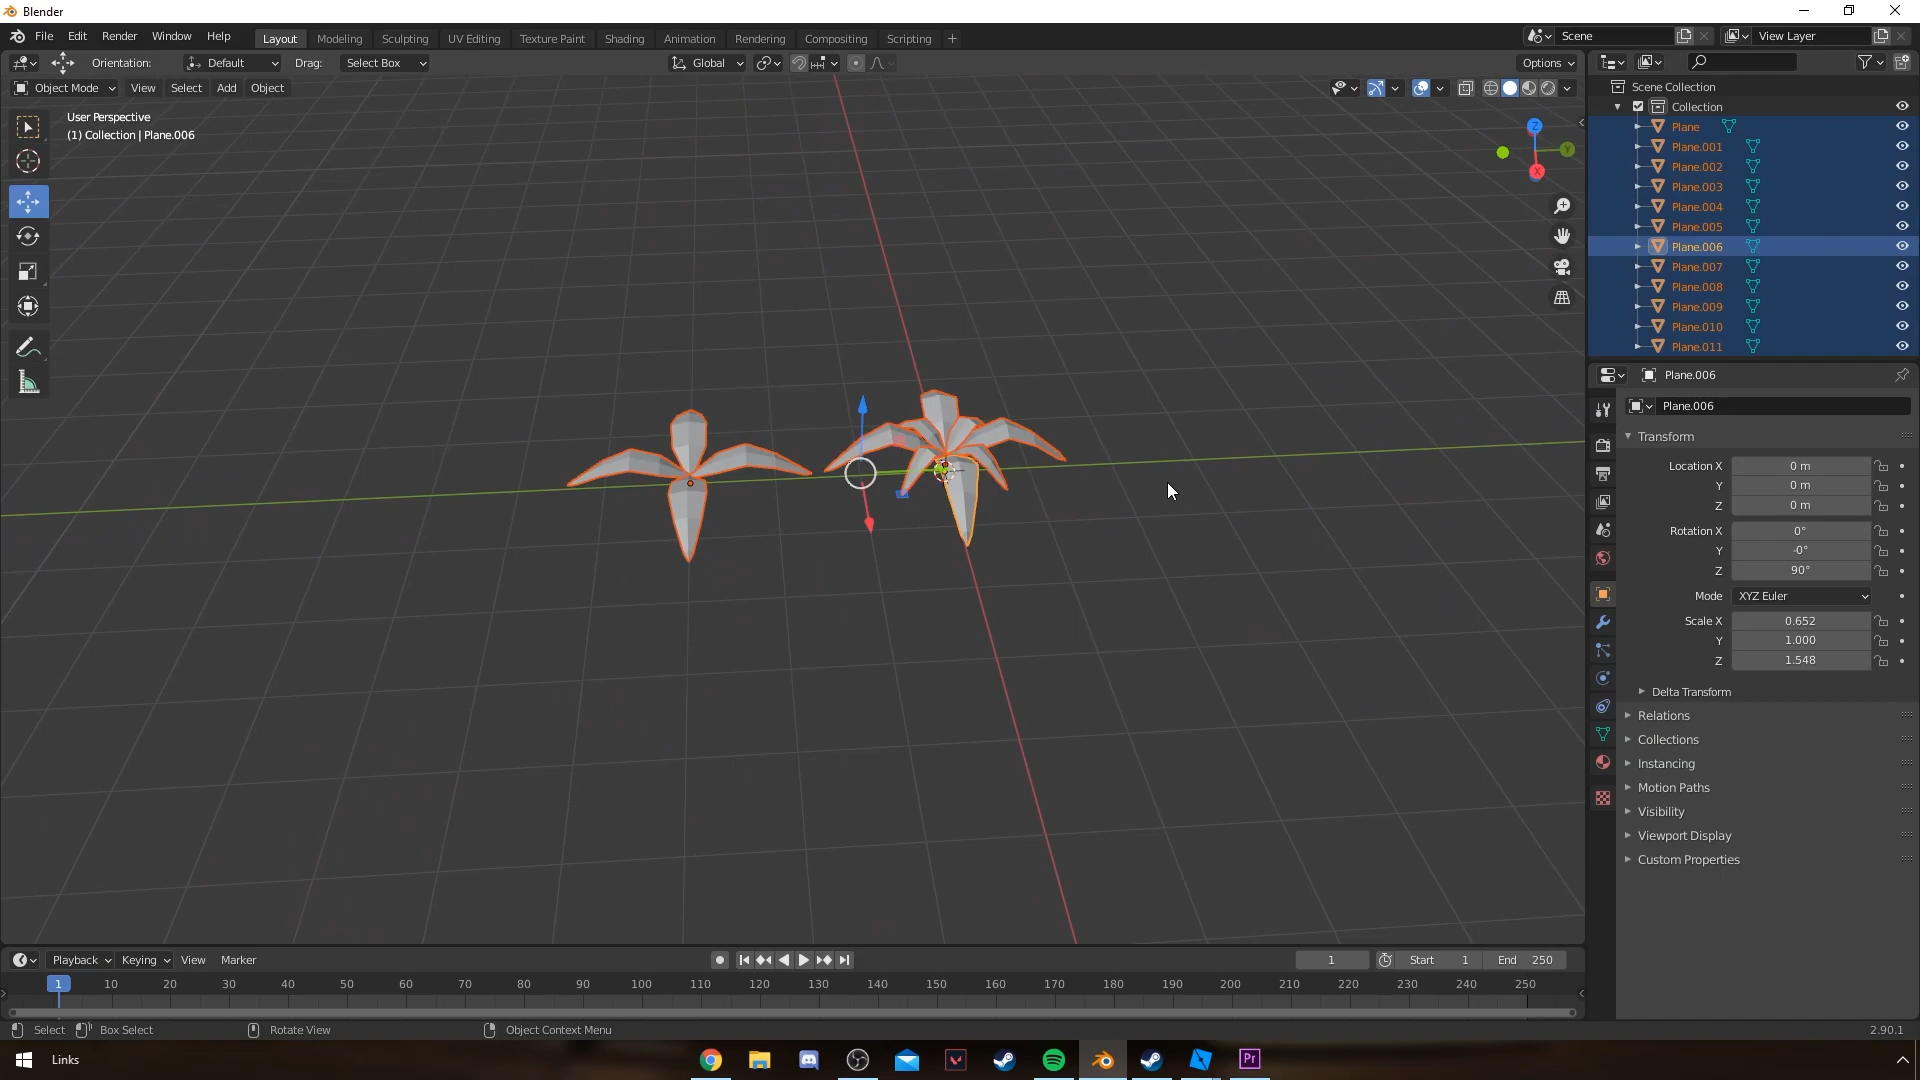 Blender
File Edit Render Window Help
Layout Modeling Sculpting UV Editing Texture Paint Shading Animation Rendering Compositing Scripting +
Scene View Layer
Orientation: Default Drag: Select Box Global Options
Object Mode View Select Add Object
User Perspective
(1) Collection | Plane.006
Z
Y
X
Scene Collection
Collection
Plane
Plane.001
Plane.002
Plane.003
Plane.004
Plane.005
Plane.006
Plane.007
Plane.008
Plane.009
Plane.010
Plane.011
Plane.006
Plane.006
Transform
Location X 0 m
Y 0 m
Z 0 m
Rotation X 0°
Y -0°
Z 90°
Mode XYZ Euler
Scale X 0.652
Y 1.000
Z 1.548
Delta Transform
Relations
Collections
Instancing
Motion Paths
Visibility
Viewport Display
Custom Properties
Playback Keying View Marker 1 Start 1 End 250
1 10 20 30 40 50 60 70 80 90 100 110 120 130 140 150 160 170 180 190 200 210 220 230 240 250
Select Box Select Rotate View Object Context Menu 2.90.1
Links Pr